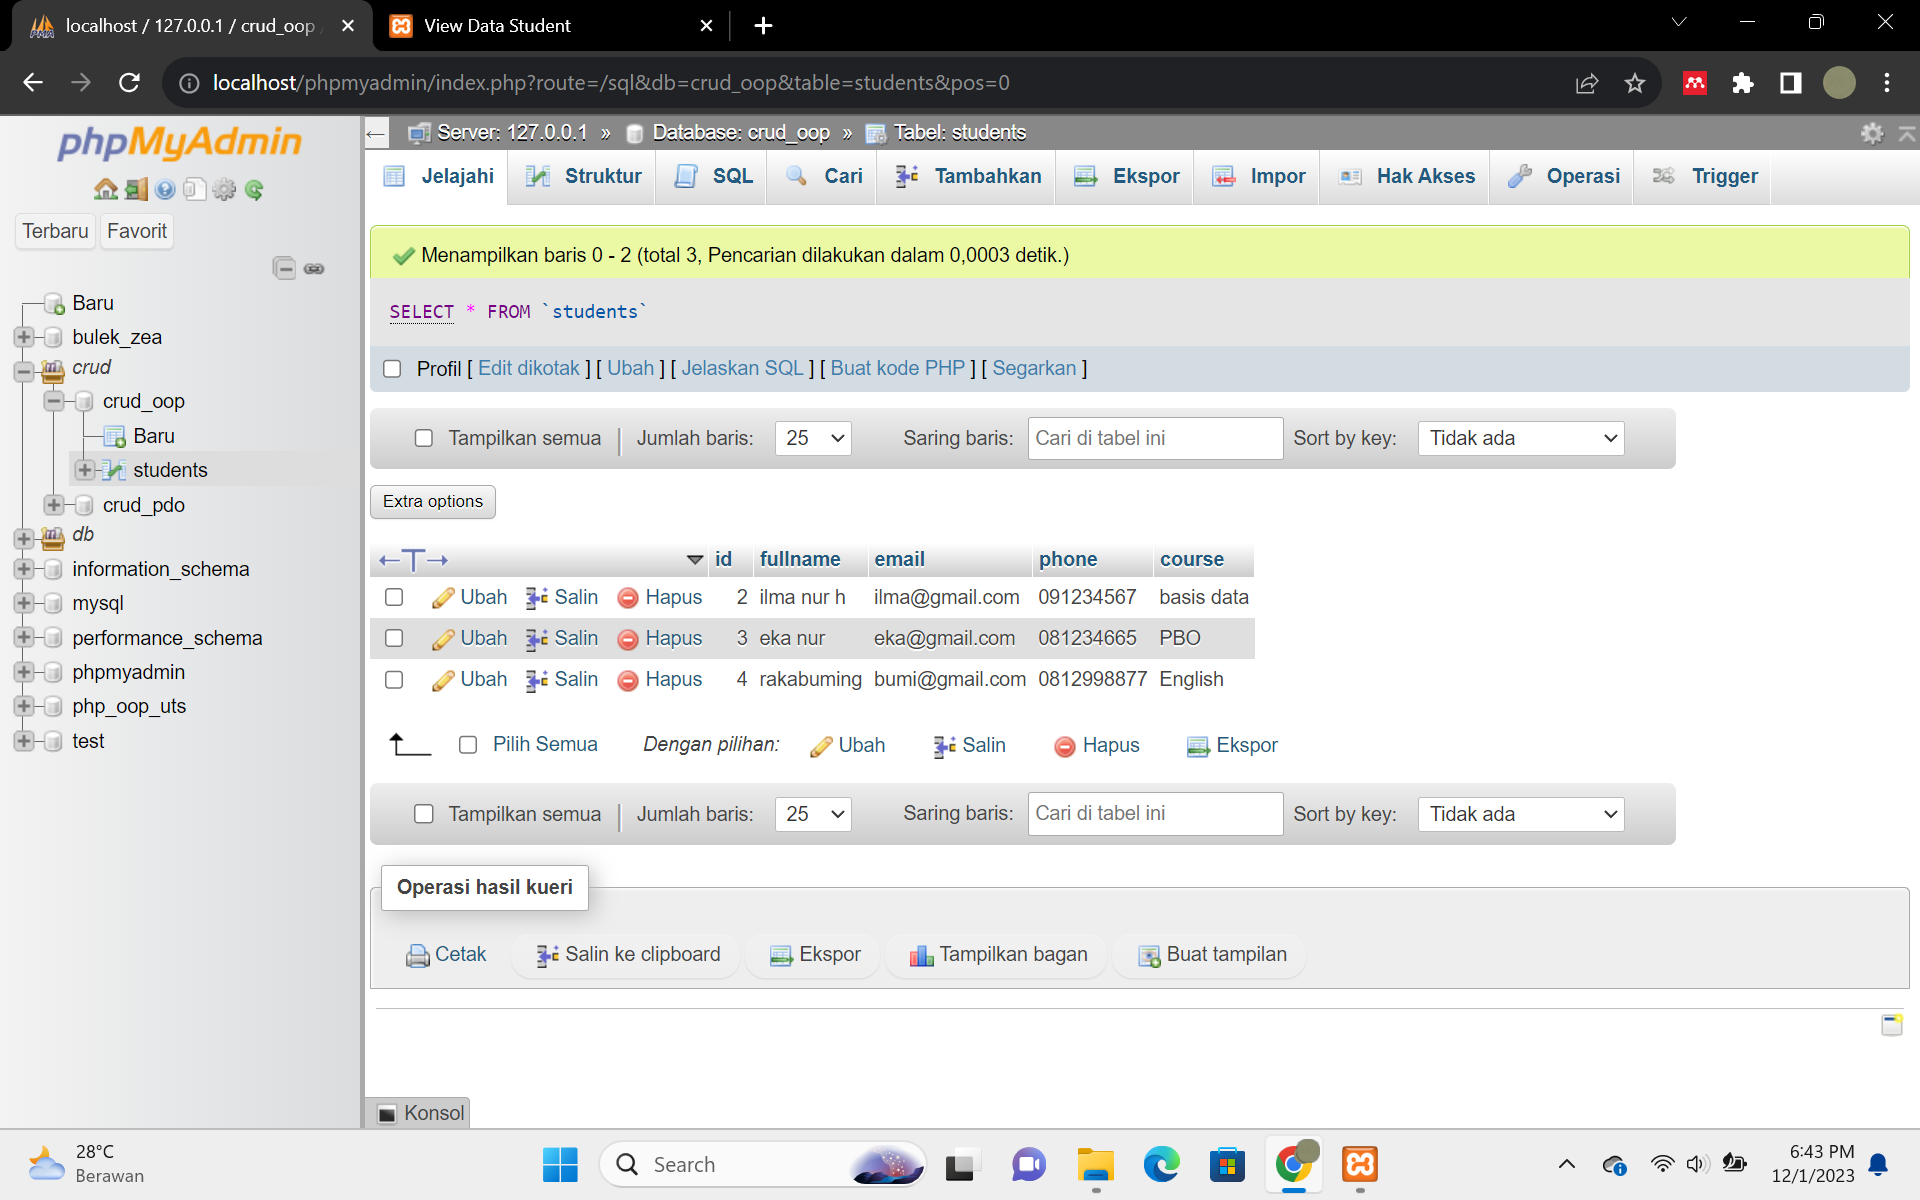 localhost / 127.0.0.1 / crud_oop
View Data Student
localhost/phpmyadmin/index.php?route=/sql&db=crud_oop&table=students&pos=0
phpMyAdmin
Terbaru Favorit
Baru
bulek_zea
crud
crud_oop
Baru
students
crud_pdo
db
information_schema
mysql
performance_schema
phpmyadmin
php_oop_uts
test
Server: 127.0.0.1 » Database: crud_oop » Tabel: students
Jelajahi Struktur SQL Cari Tambahkan Ekspor Impor Hak Akses Operasi Trigger
Menampilkan baris 0 - 2 (total 3, Pencarian dilakukan dalam 0,0003 detik.)
SELECT * FROM `students`
Profil [ Edit dikotak ] [ Ubah ] [ Jelaskan SQL ] [ Buat kode PHP ] [ Segarkan ]
Tampilkan semua | Jumlah baris: 25 Saring baris: Cari di tabel ini Sort by key: Tidak ada
Extra options
←T→ id fullname email phone course
Ubah Salin Hapus 2 ilma nur h ilma@gmail.com 091234567 basis data
Ubah Salin Hapus 3 eka nur eka@gmail.com 081234665 PBO
Ubah Salin Hapus 4 rakabuming bumi@gmail.com 0812998877 English
Pilih Semua Dengan pilihan: Ubah Salin Hapus Ekspor
Tampilkan semua | Jumlah baris: 25 Saring baris: Cari di tabel ini Sort by key: Tidak ada
Operasi hasil kueri
Cetak Salin ke clipboard Ekspor Tampilkan bagan Buat tampilan
Konsol
28°C
Berawan
Search
6:43 PM
12/1/2023